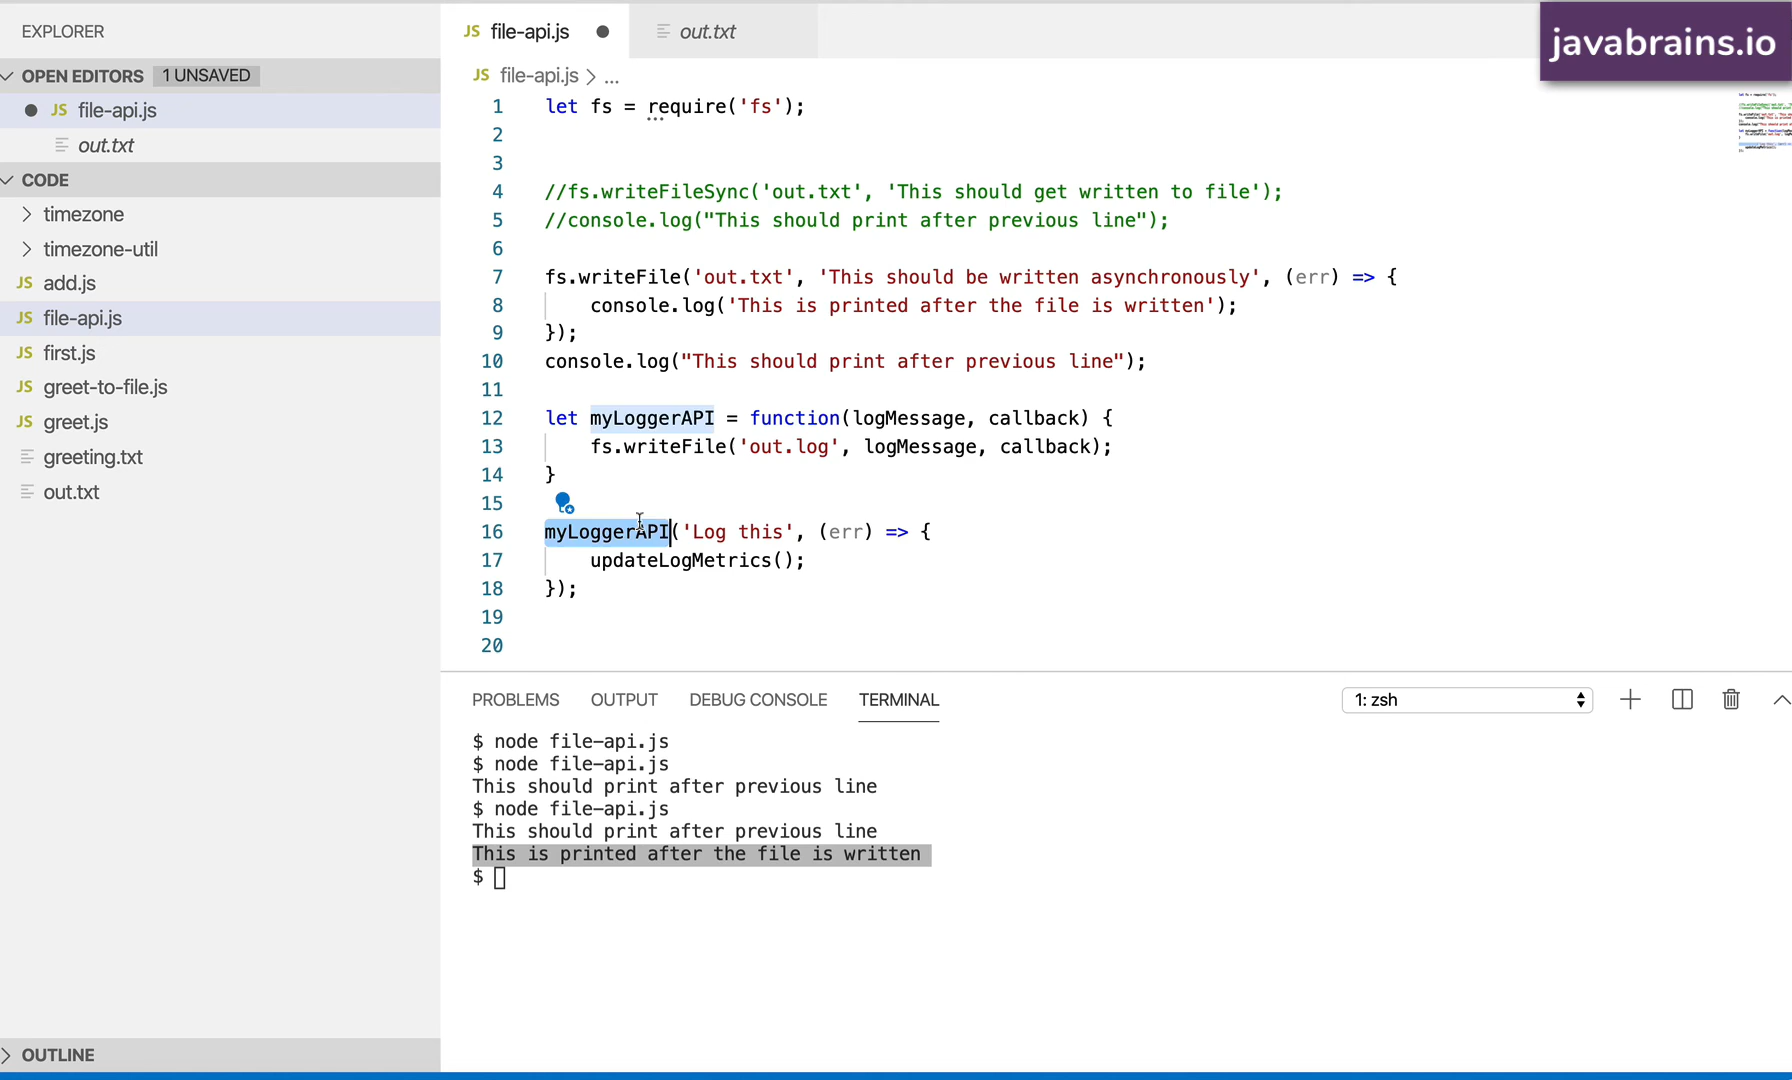 EXPLORER
OPEN EDITORS 1 UNSAVED
JS file-api.js
out.txt
CODE
timezone
timezone-util
JS add.js
JS file-api.js
JS first.js
JS greet-to-file.js
JS greet.js
greeting.txt
out.txt
OUTLINE
JS file-api.js
out.txt
javabrains.io
JS file-api.js > ...
1 let fs = require('fs');
2
3
4 //fs.writeFileSync('out.txt', 'This should get written to file');
5 //console.log("This should print after previous line");
6
7 fs.writeFile('out.txt', 'This should be written asynchronously', (err) => {
8 console.log('This is printed after the file is written');
9 });
10 console.log("This should print after previous line");
11
12 let myLoggerAPI = function(logMessage, callback) {
13 fs.writeFile('out.log', logMessage, callback);
14 }
15
16 myLoggerAPI('Log this', (err) => {
17 updateLogMetrics();
18 });
19
20
PROBLEMS OUTPUT DEBUG CONSOLE TERMINAL 1: zsh
$ node file-api.js
$ node file-api.js
This should print after previous line
$ node file-api.js
This should print after previous line
This is printed after the file is written
$